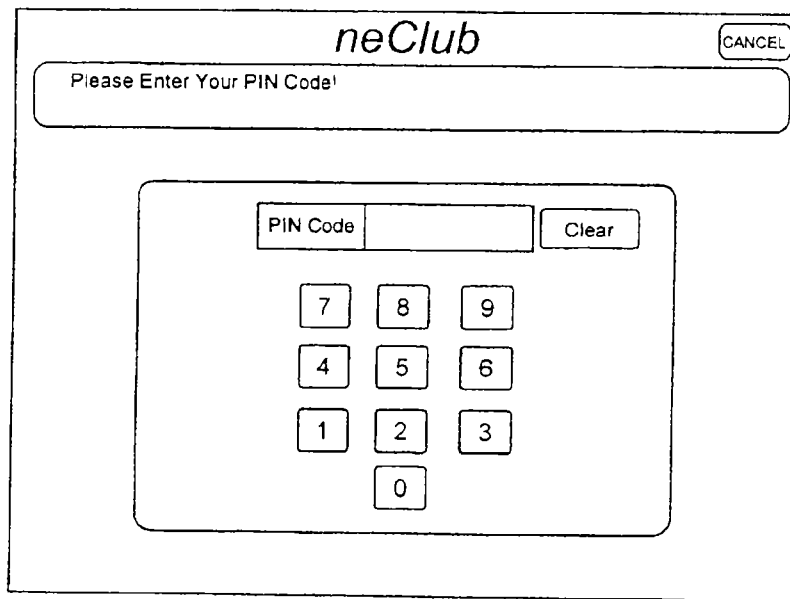 neClub
CANCEL
Please Enter Your PIN Code!
PIN Code
Clear
7 8 9
4 5 6
1 2 3
0